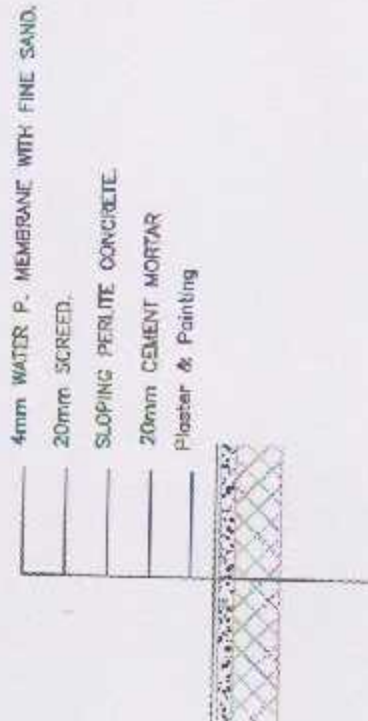 4mm WATER P. MEMBRANE WITH FINE SAND.
20mm SCREED.
SLOPING PERLITE CONCRETE.
20mm CEMENT MORTAR
Plaster & Painting